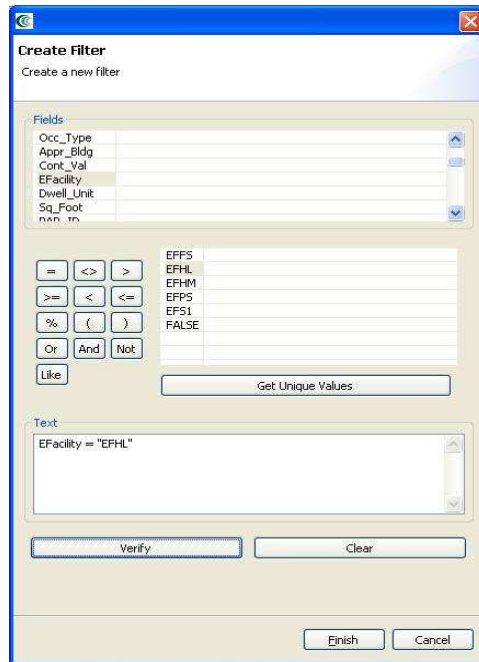 Create Filter
Create a new filter
Fields
Occ_Type
Appr_Bldg
Cont_Val
EFacility
Dwell_Unit
Sq_Foot
PAR_ID
= <> >
>= < <=
% ( )
Or And Not
Like
EFFS
EFHL
EFHM
EFPS
EFS1
FALSE
Get Unique Values
Text
EFacility = "EFHL"
Verify Clear
Finish Cancel